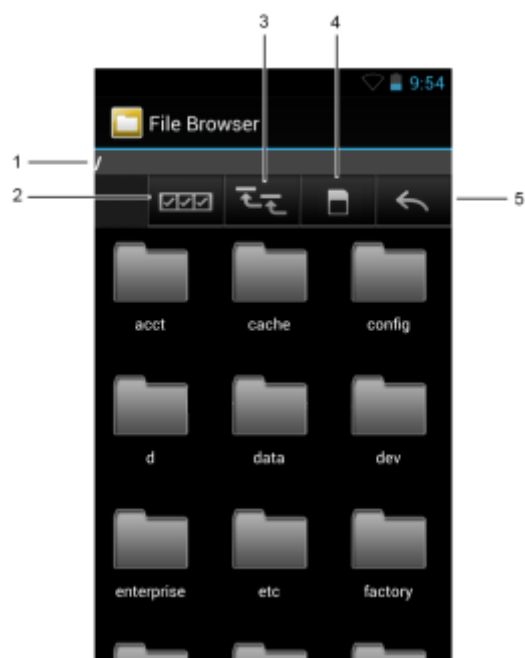 3 4
9:54
File Browser
1 /
2 5
acct cache config
d data dev
enterprise etc factory